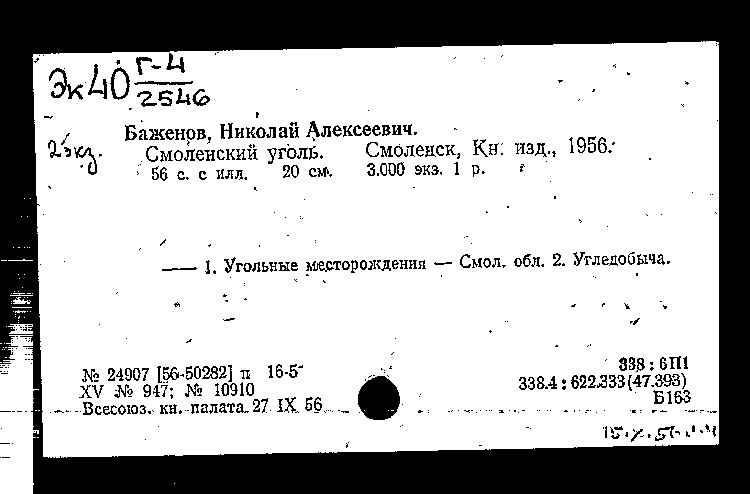 Эк40 Г-4
2546
2 экз.
Баженов, Николай Алексеевич.
Смоленский уголь. Смоленск, Кн. изд., 1956.
56 с. с илл. 20 см. 3.000 экз. 1 р.
—— 1. Угольные месторождения — Смол. обл. 2. Угледобыча.
№ 24907 [56-50282] п 16-5
XV № 947; № 10910
Всесоюз. кн. палата 27 IX 56
338 : 6П1
338.4 : 622.333(47.393)
Б163